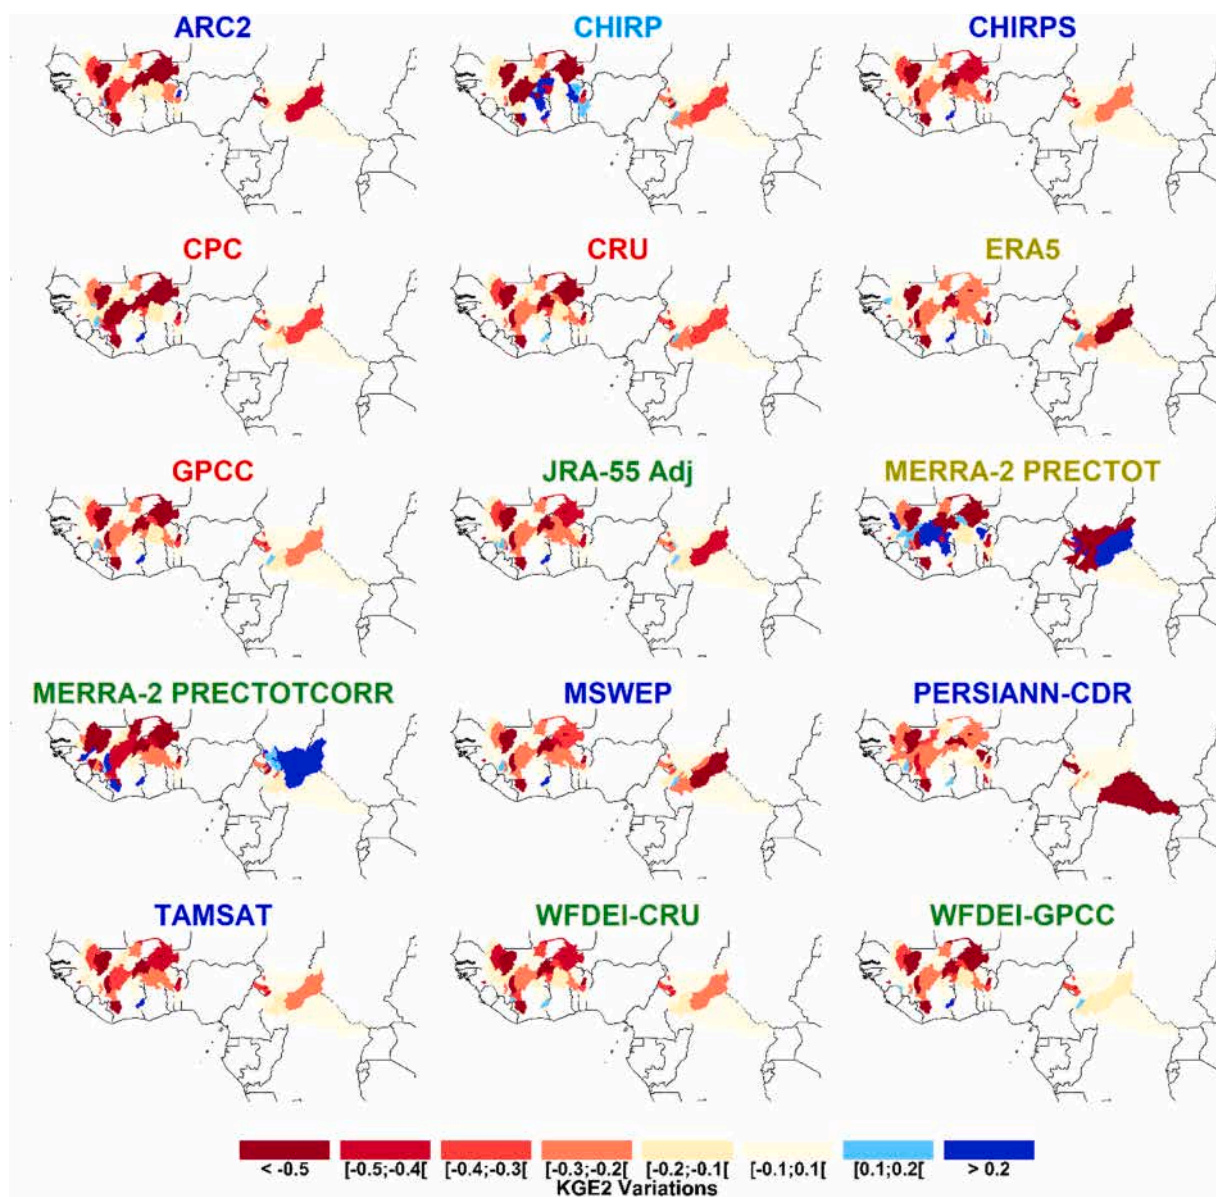 ARC2
CHIRP
CHIRPS
CPC
CRU
ERA5
GPCC
JRA-55 Adj
MERRA-2 PRECTOT
MERRA-2 PRECTOTCORR
MSWEP
PERSIANN-CDR
TAMSAT
WFDEI-CRU
WFDEI-GPCC
< -0.5 [-0.5;-0.4[ [-0.4;-0.3[ [-0.3;-0.2[ [-0.2;-0.1[ [-0.1;0.1[ [0.1;0.2[ > 0.2
KGE2 Variations